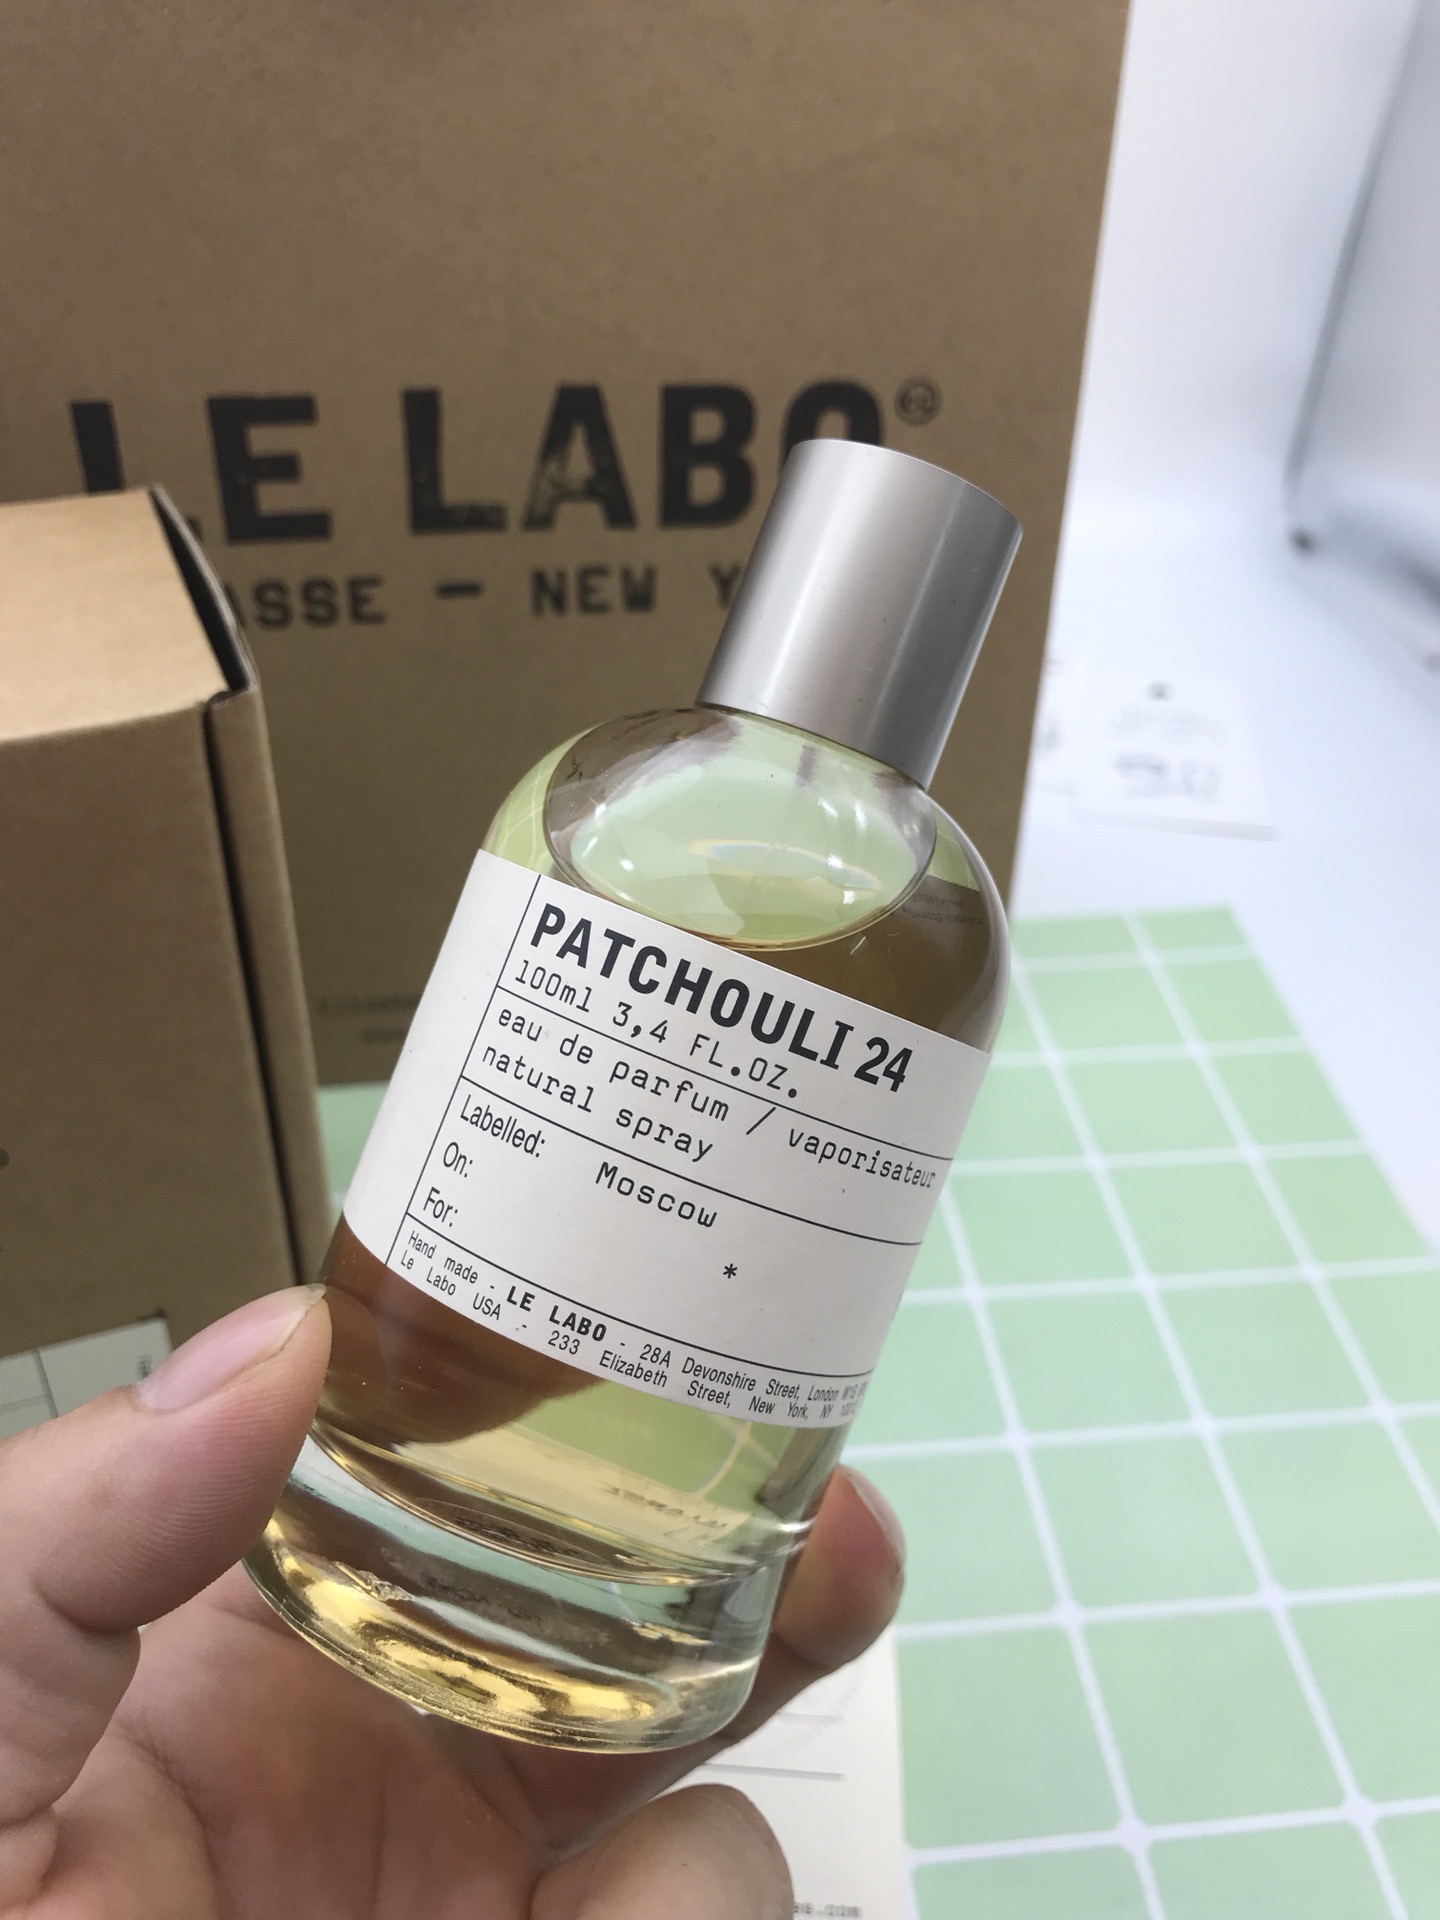 LE LABO®
ASSE — NEW
PATCHOULI 24
100ml 3,4 FL.OZ.
eau de parfum / vaporisateur
natural spray
Labelled: Moscow
On:
For: *
Hand made - LE LABO - 28A Devonshire Street, London
Le Labo USA - 233 Elizabeth Street, New York, NY